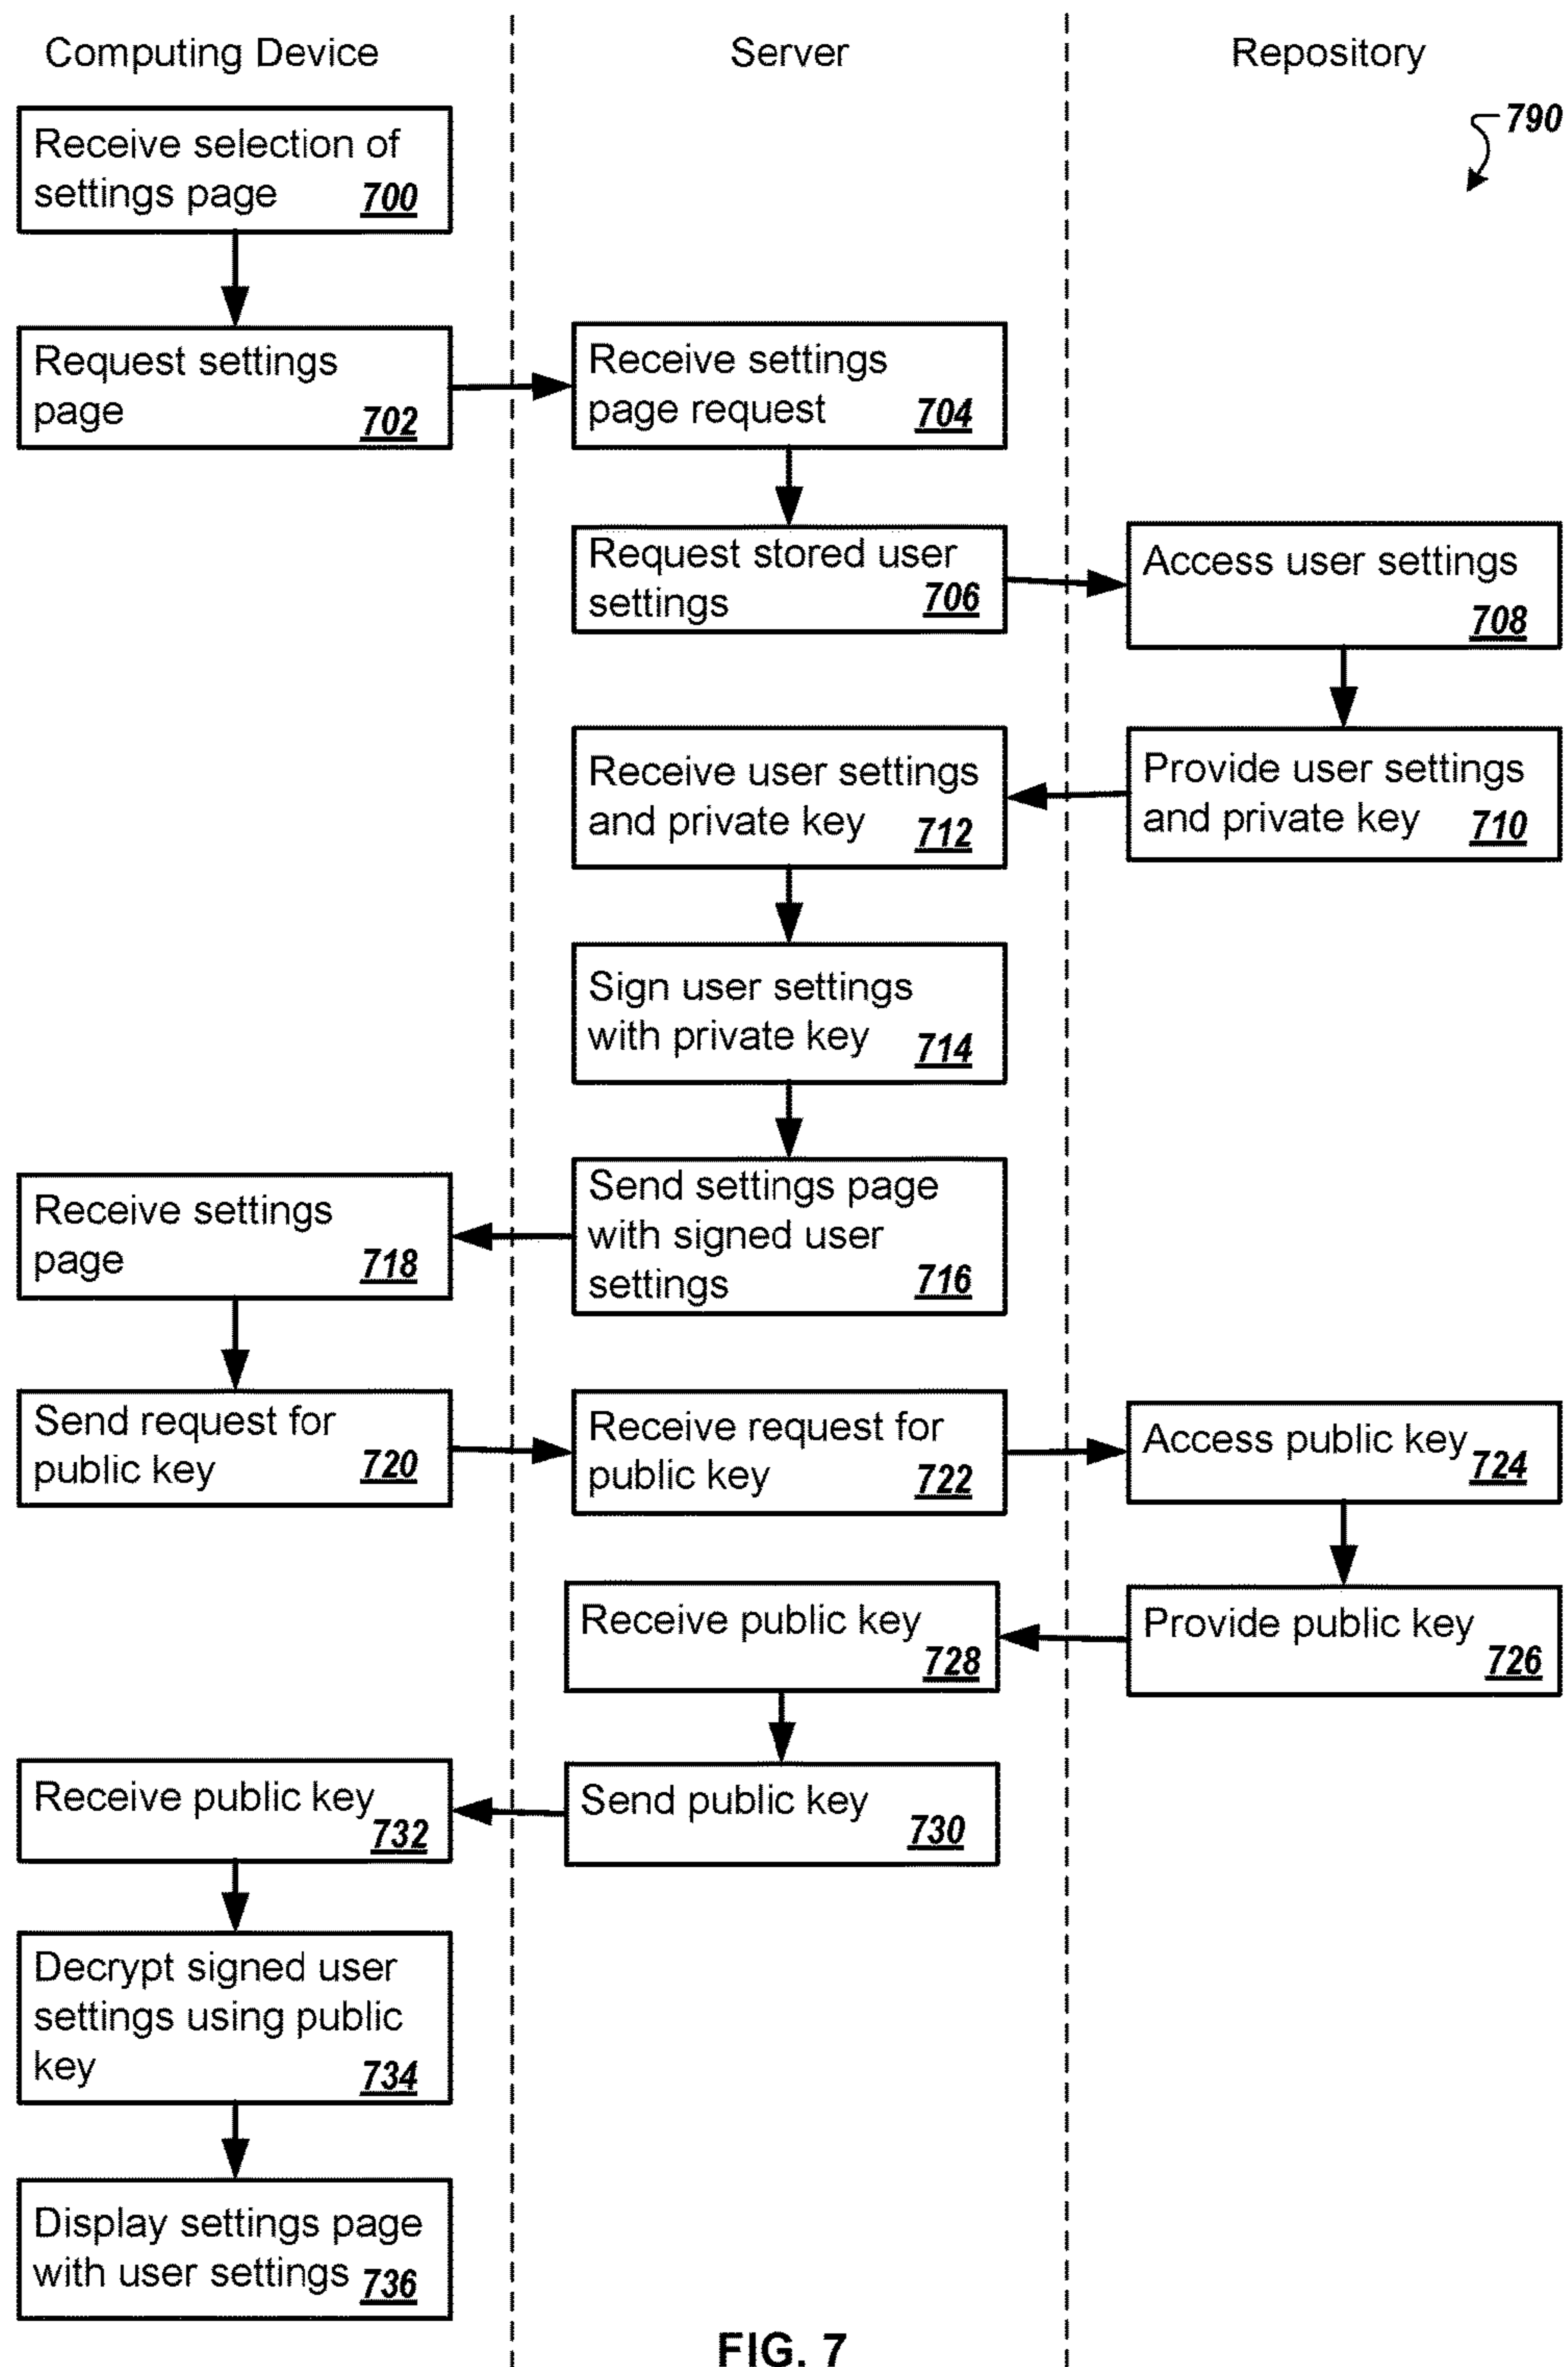 Computing Device
Server
Repository
790
Receive selection of
settings page 700
Request settings
page 702
Receive settings
page request 704
Request stored user
settings 706
Access user settings
708
Provide user settings
and private key 710
Receive user settings
and private key 712
Sign user settings
with private key 714
Send settings page
with signed user
settings 716
Receive settings
page 718
Send request for
public key 720
Receive request for
public key 722
Access public key 724
Provide public key
726
Receive public key
728
Send public key
730
Receive public key
732
Decrypt signed user
settings using public
key 734
Display settings page
with user settings 736
FIG. 7